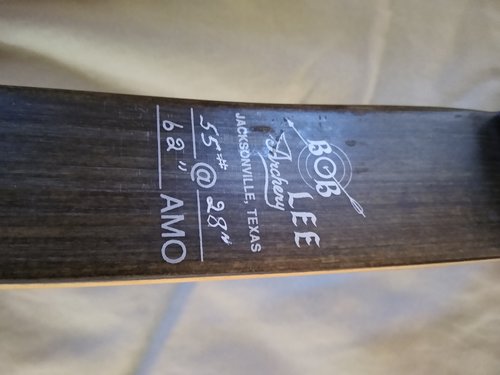 BOB LEE
Archery
JACKSONVILLE, TEXAS
55# @ 28"
62" AMO